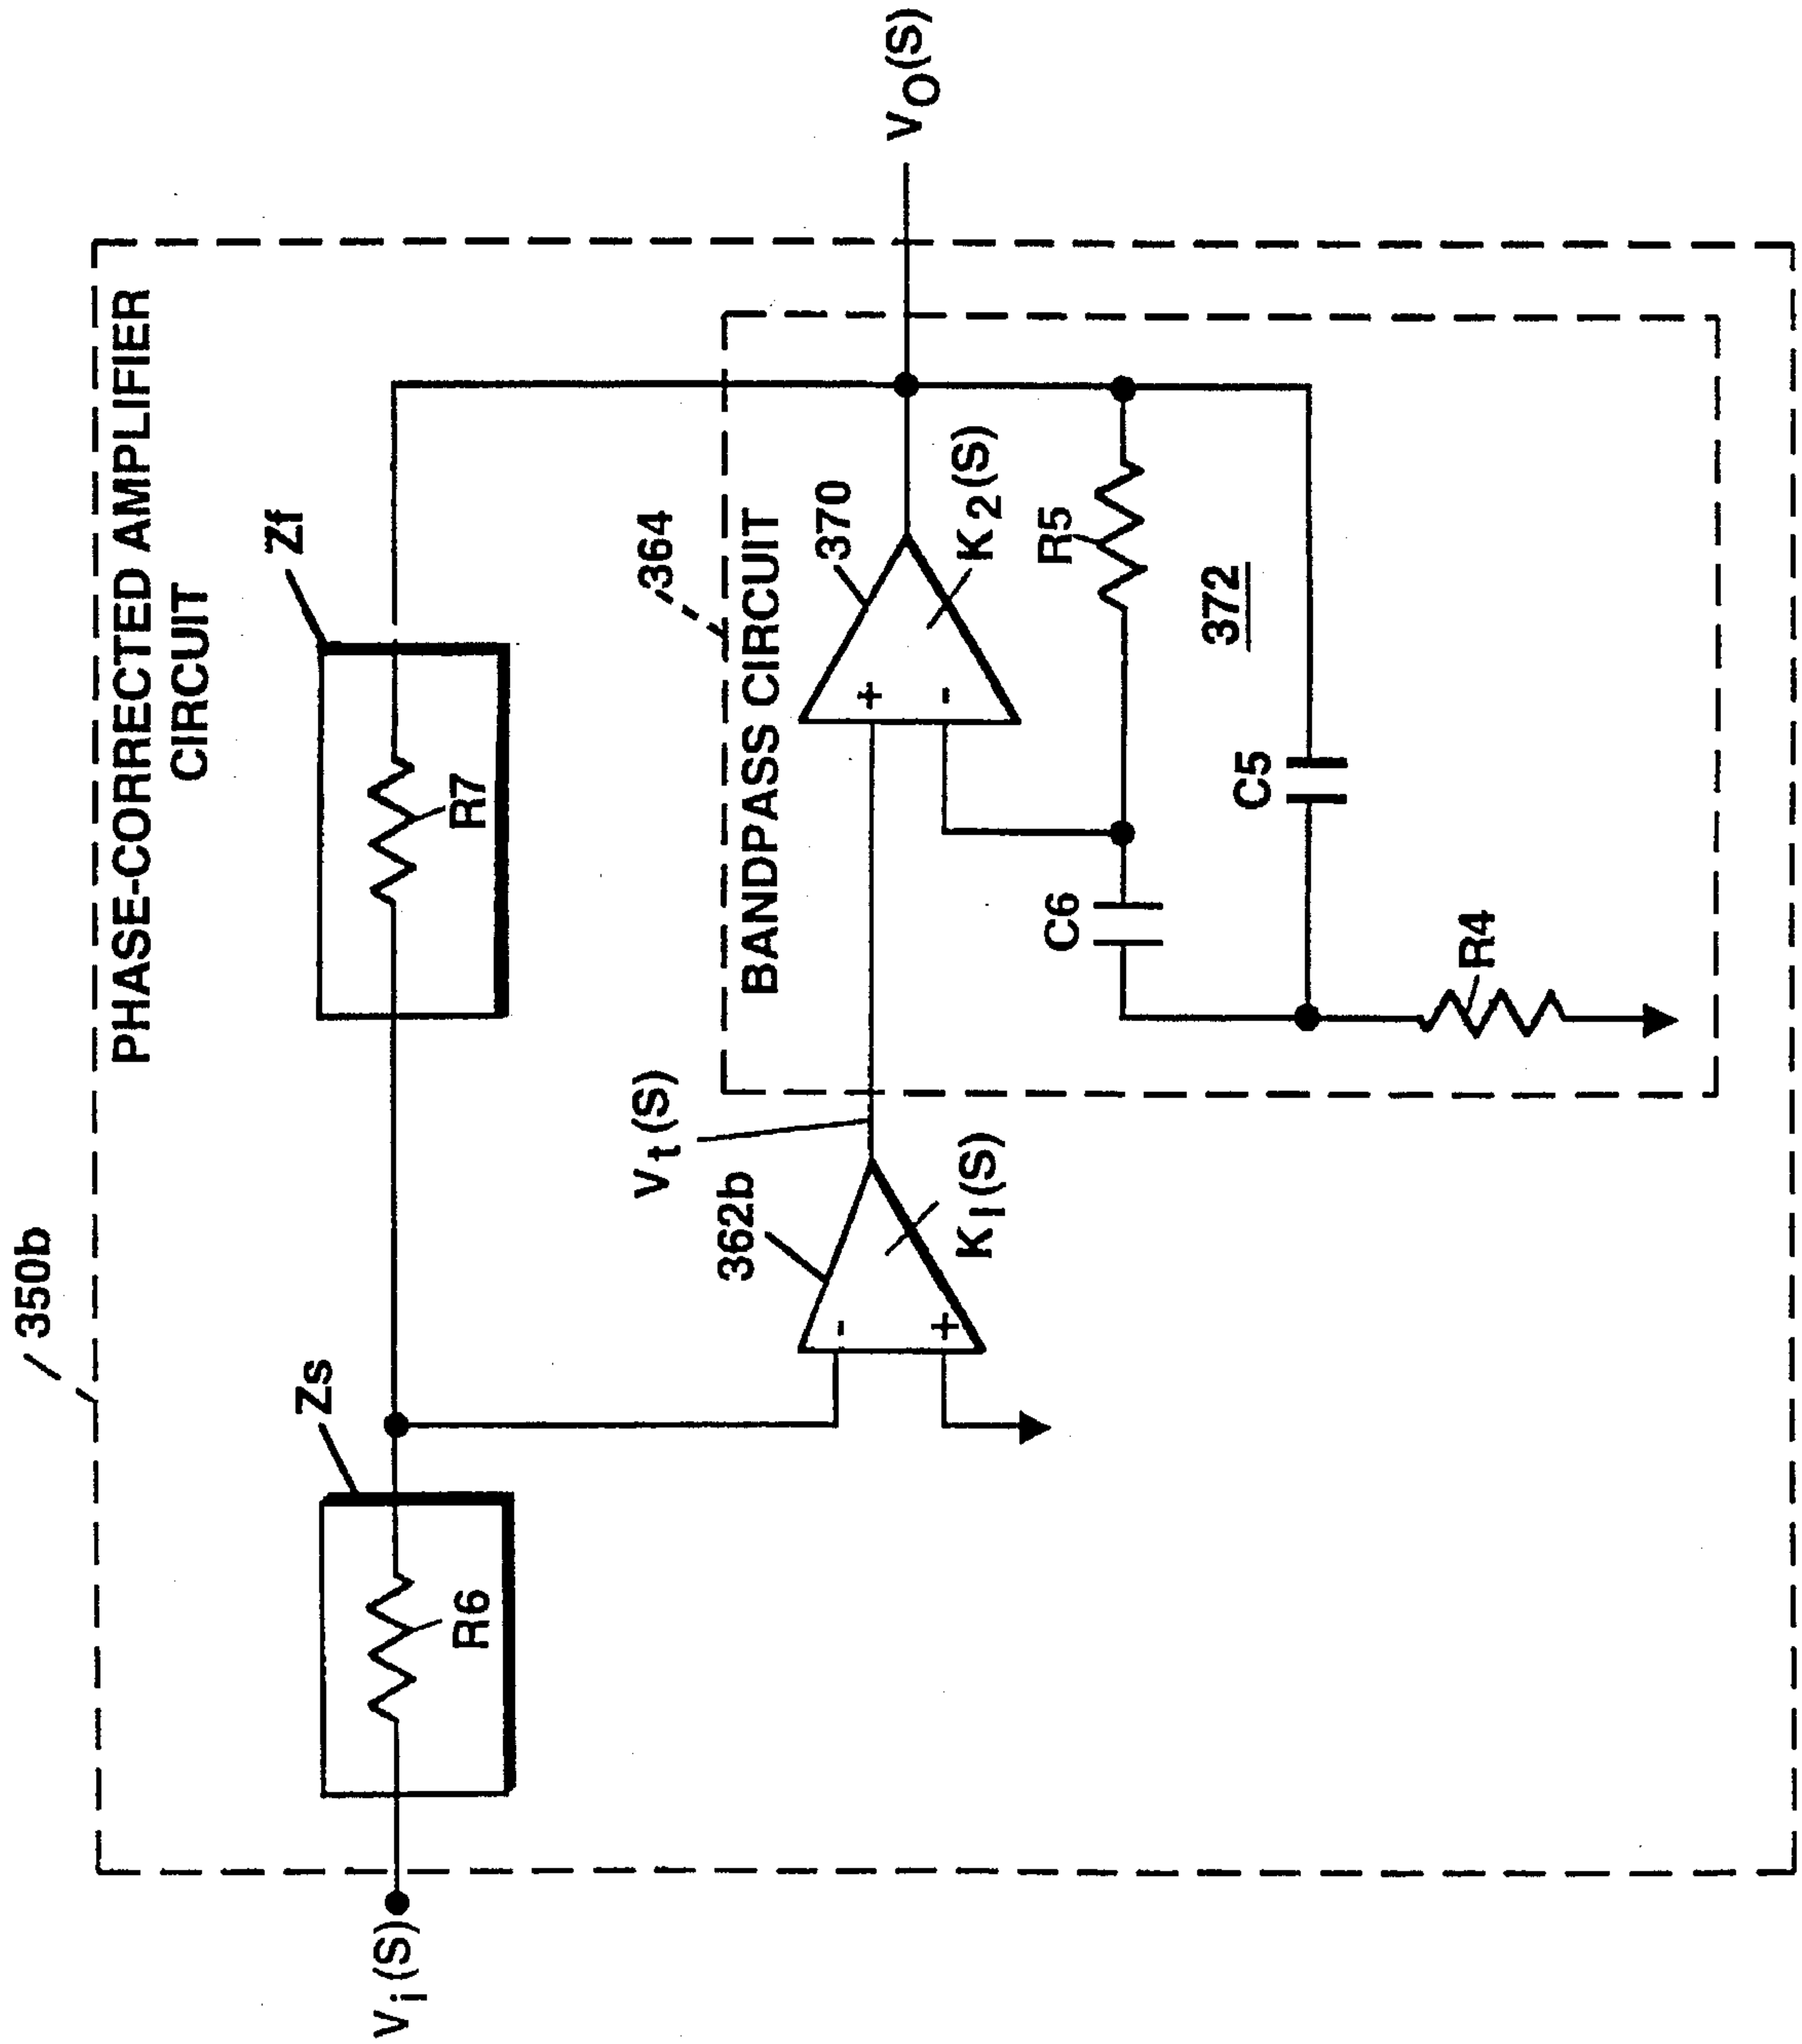 350b
PHASE-CORRECTED AMPLIFIER
CIRCUIT
Zs
Zf
R6
R7
Vi(S)
Vt(S)
364
BANDPASS CIRCUIT
362b
-
+
K1(S)
370
+
-
K2(S)
VO(S)
R5
C6
372
C5
R4